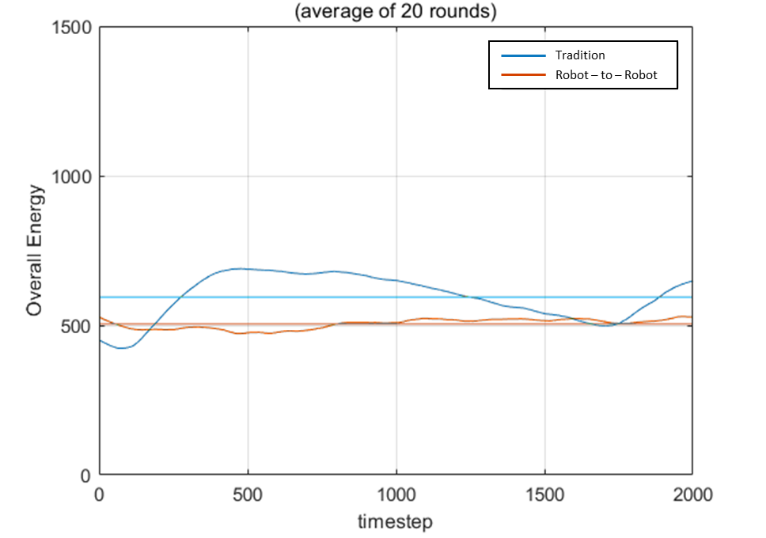 (average of 20 rounds)
1500
Tradition
Robot – to – Robot
1000
Overall Energy
500
0
0 500 1000 1500 2000
timestep